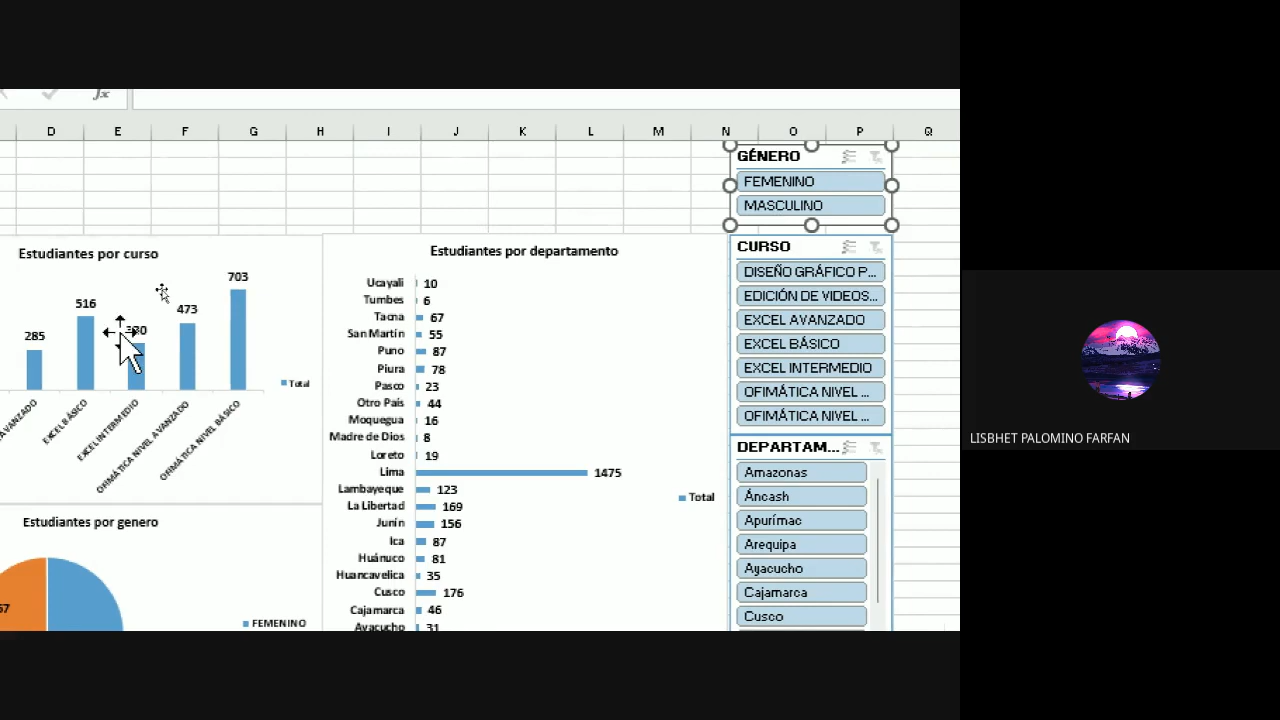 fx
D E F G H I J K L M N O P Q
GÉNERO
FEMENINO
MASCULINO
Estudiantes por curso
285
516
473
703
Total
AVANZADO
EXCEL BÁSICO
EXCEL INTERMEDIO
OFIMÁTICA NIVEL AVANZADO
OFIMÁTICA NIVEL BÁSICO
Estudiantes por genero
FEMENINO
Estudiantes por departamento
Ucayali 10
Tumbes 6
Tacna 67
San Martín 55
Puno 87
Piura 78
Pasco 23
Otro País 44
Moquegua 16
Madre de Dios 8
Loreto 19
Lima 1475
Lambayeque 123
La Libertad 169
Junín 156
Ica 87
Huánuco 81
Huancavelica 35
Cusco 176
Cajamarca 46
Ayacucho 31
Total
CURSO
DISEÑO GRÁFICO P...
EDICIÓN DE VIDEOS...
EXCEL AVANZADO
EXCEL BÁSICO
EXCEL INTERMEDIO
OFIMÁTICA NIVEL ...
OFIMÁTICA NIVEL ...
DEPARTAM...
Amazonas
Áncash
Apurímac
Arequipa
Ayacucho
Cajamarca
Cusco
LISBHET PALOMINO FARFAN